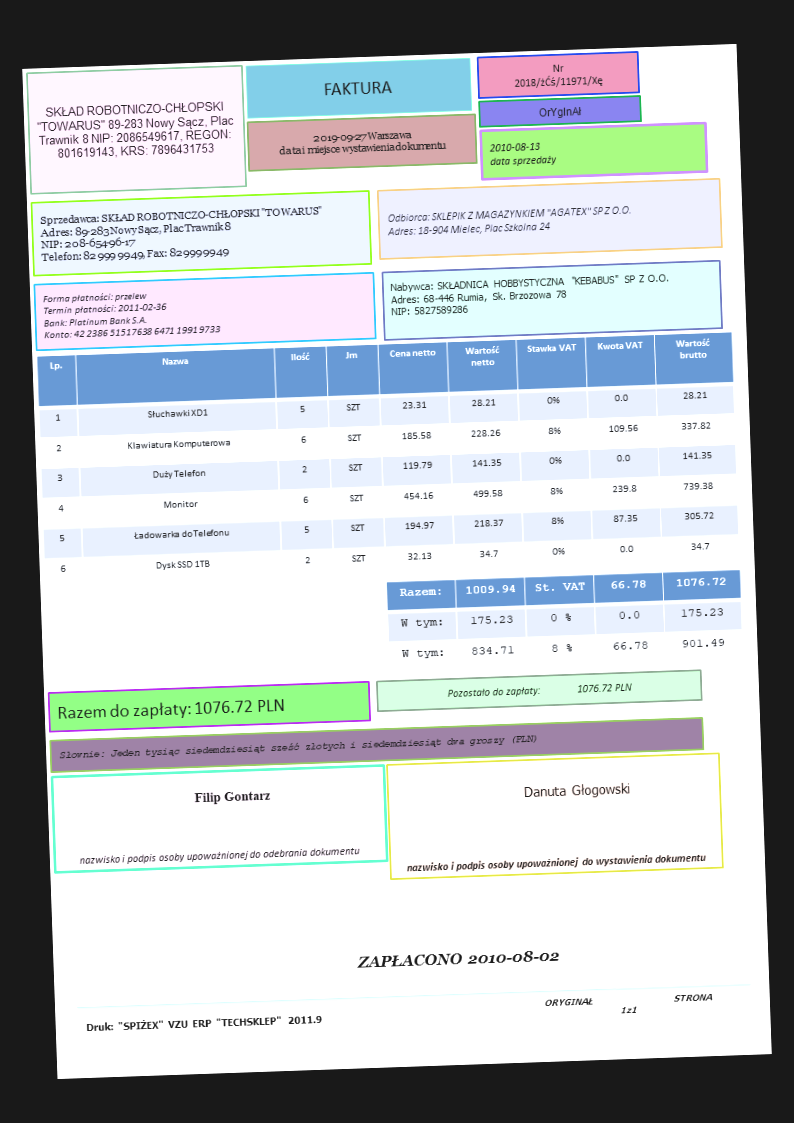 SKŁAD ROBOTNICZO-CHŁOPSKI
"TOWARUS" 89-283 Nowy Sącz, Plac
Trawnik 8 NIP: 2086549617, REGON:
801619143, KRS: 7896431753
FAKTURA
2019-09-27 Warszawa
data i miejsce wystawienia dokumentu
Nr
2018/żĆś/11971/Xę
OrYgInAł
2010-08-13
data sprzedaży
Sprzedawca: SKŁAD ROBOTNICZO-CHŁOPSKI "TOWARUS"
Adres: 89-283 Nowy Sącz, Plac Trawnik 8
NIP: 208-654-96-17
Telefon: 82 999 99 49, Fax: 829999949
Odbiorca: SKLEPIK Z MAGAZYNKIEM "AGATEX" SP Z O.O.
Adres: 18-904 Mielec, Plac Szkolna 24
Forma płatności: przelew
Termin płatności: 2011-02-36
Bank: Platinum Bank S.A.
Konto: 42 2386 5151 7638 6471 1991 9733
Nabywca: SKŁADNICA HOBBYSTYCZNA "KEBABUS" SP Z O.O.
Adres: 68-446 Rumia, Sk. Brzozowa 78
NIP: 5827589286
Lp. Nazwa Ilość Jm Cena netto Wartość netto Stawka VAT Kwota VAT Wartość brutto
1 Słuchawki XD1 5 SZT 23.31 28.21 0% 0.0 28.21
2 Klawiatura Komputerowa 6 SZT 185.58 228.26 8% 109.56 337.82
3 Duży Telefon 2 SZT 119.79 141.35 0% 0.0 141.35
4 Monitor 6 SZT 454.16 499.58 8% 239.8 739.38
5 Ładowarka do Telefonu 5 SZT 194.97 218.37 8% 87.35 305.72
6 Dysk SSD 1TB 2 SZT 32.13 34.7 0% 0.0 34.7
Razem: 1009.94 St. VAT 66.78 1076.72
W tym: 175.23 0 % 0.0 175.23
W tym: 834.71 8 % 66.78 901.49
Razem do zapłaty: 1076.72 PLN
Pozostało do zapłaty: 1076.72 PLN
Słownie: Jeden tysiąc siedemdziesiąt sześć złotych i siedemdziesiąt dwa groszy (PLN)
Filip Gontarz
nazwisko i podpis osoby upoważnionej do odebrania dokumentu
Danuta Głogowski
nazwisko i podpis osoby upoważnionej do wystawienia dokumentu
ZAPŁACONO 2010-08-02
Druk: "SPIŻEX" VZU ERP "TECHSKLEP" 2011.9
ORYGINAŁ
STRONA
1 z 1